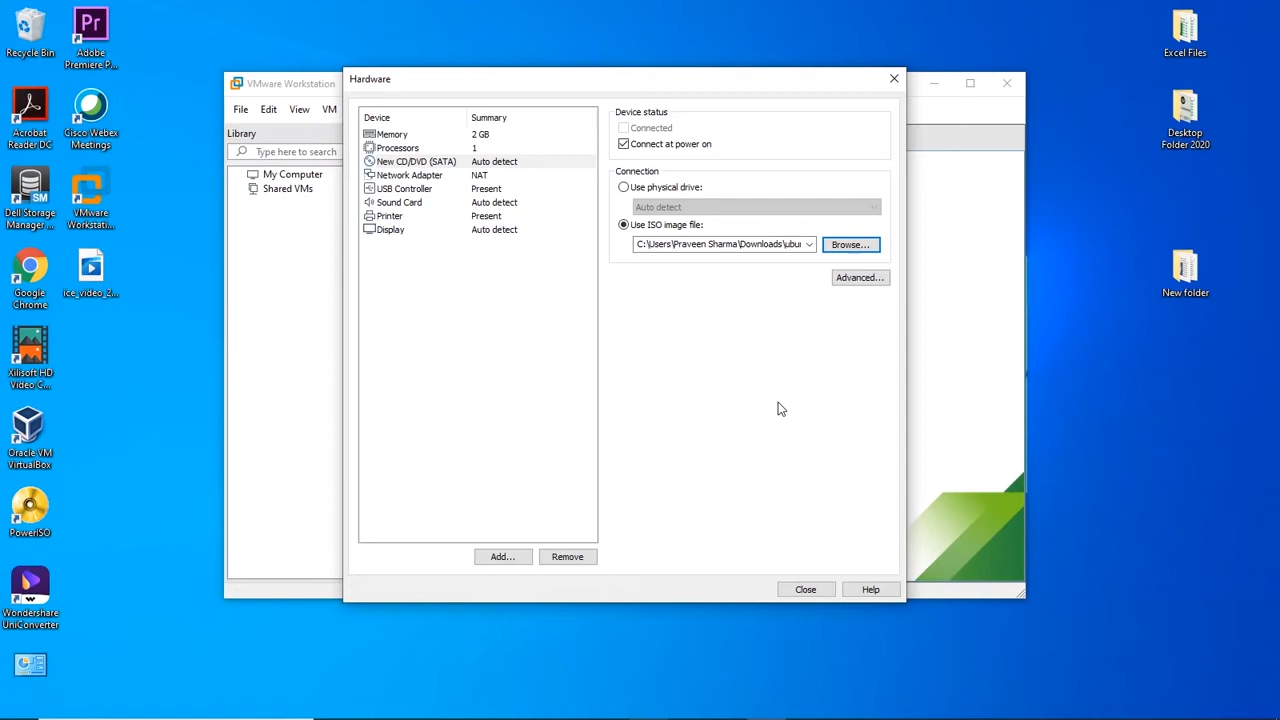 Recycle Bin
Adobe
Premiere P...
Acrobat
Reader DC
Cisco Webex
Meetings
Dell Storage
Manager ...
VMware
Workstati...
Google
Chrome
ice_video_2...
Xilisoft HD
Video C...
Oracle VM
VirtualBox
PowerISO
Wondershare
UniConverter
VMware Workstation
File
Edit
View
VM
Library
Type here to search
My Computer
Shared VMs
Hardware
Device
Summary
Memory
2 GB
Processors
1
New CD/DVD (SATA)
Auto detect
Network Adapter
NAT
USB Controller
Present
Sound Card
Auto detect
Printer
Present
Display
Auto detect
Add...
Remove
Device status
Connected
Connect at power on
Connection
Use physical drive:
Auto detect
Use ISO image file:
C:\Users\Praveen Sharma\Downloads\ubu
Browse...
Advanced...
Close
Help
Excel Files
Desktop
Folder 2020
New folder
Pr
SM